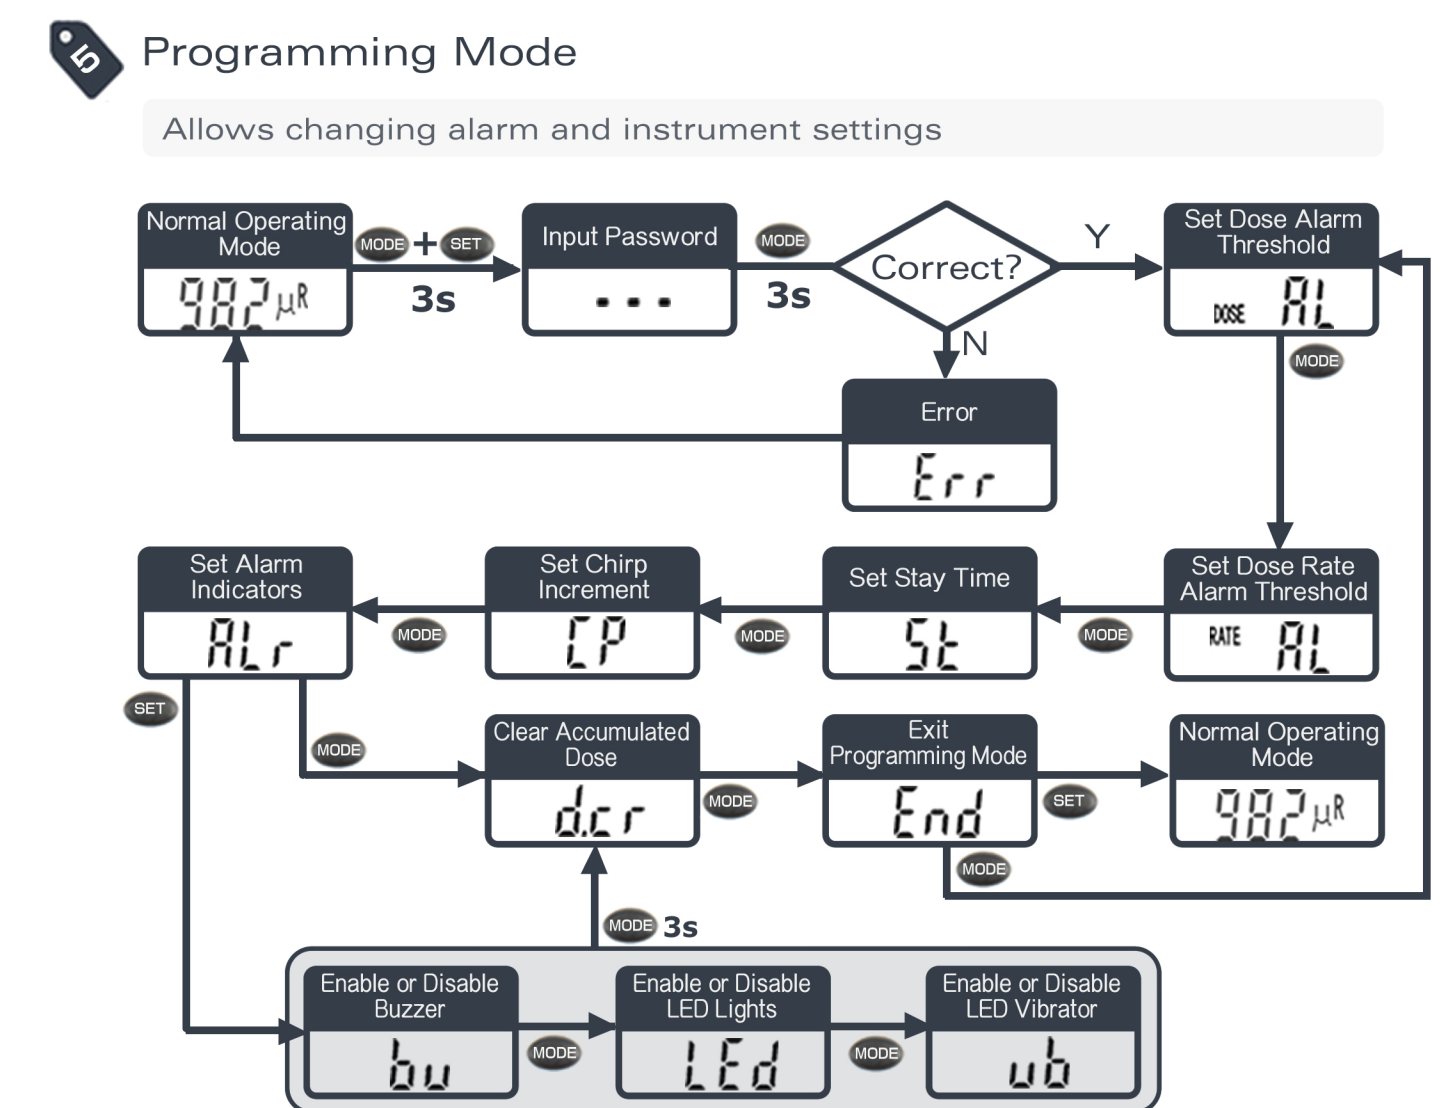 5
Programming Mode
Allows changing alarm and instrument settings
Normal Operating
Mode
982 µR
MODE + SET
3s
Input Password
---
MODE
3s
Correct?
Y
N
Set Dose Alarm
Threshold
DOSE AL
MODE
Error
Err
Set Alarm
Indicators
ALr
MODE
Set Chirp
Increment
CP
MODE
Set Stay Time
St
MODE
Set Dose Rate
Alarm Threshold
RATE AL
SET
MODE
Clear Accumulated
Dose
d.cr
MODE
Exit
Programming Mode
End
SET
MODE
Normal Operating
Mode
982 µR
MODE 3s
Enable or Disable
Buzzer
bu
MODE
Enable or Disable
LED Lights
LEd
MODE
Enable or Disable
LED Vibrator
ub